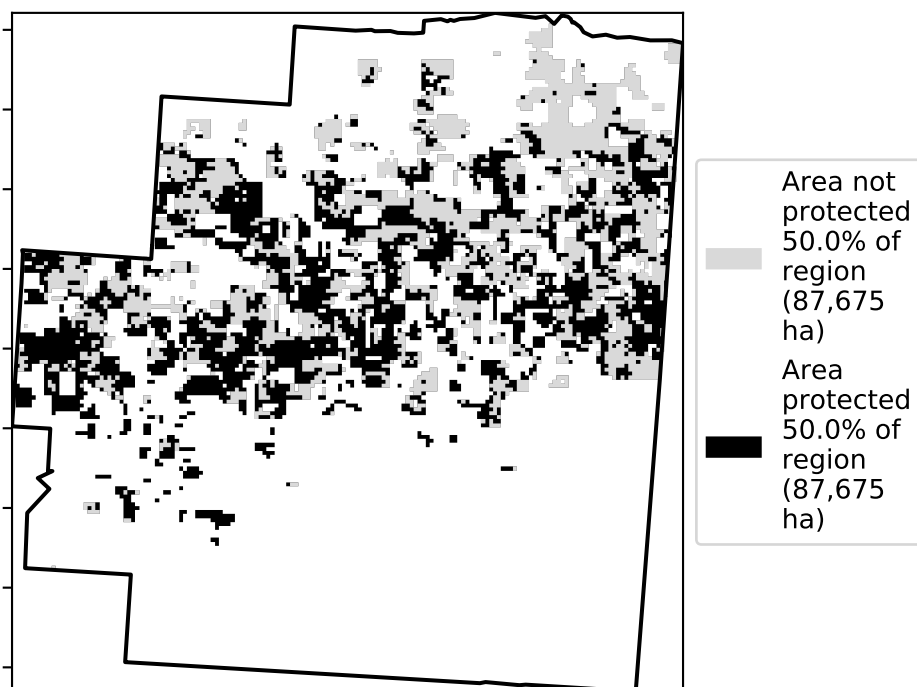 Area not
protected
50.0% of
region
(87,675
ha)
Area
protected
50.0% of
region
(87,675
ha)